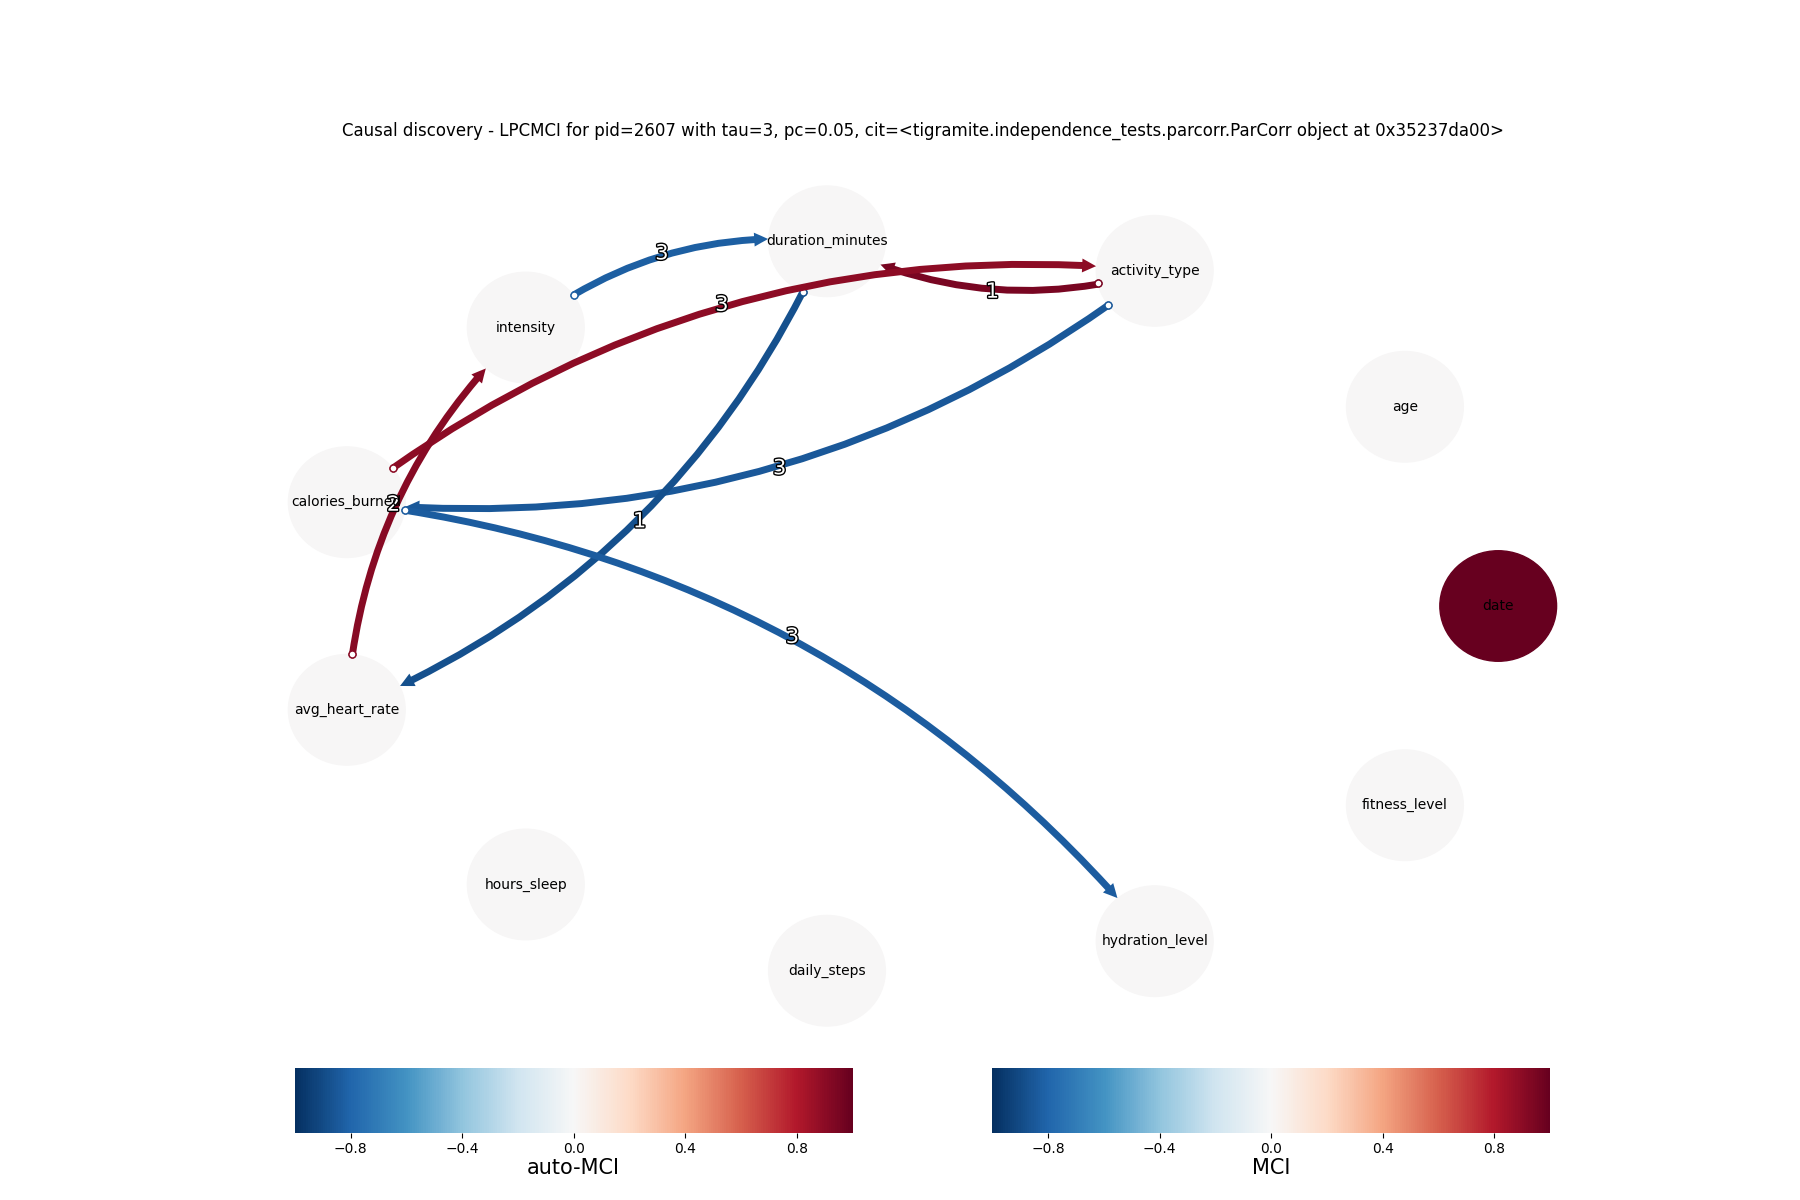 Causal discovery - LPCMCI for pid=2607 with tau=3, pc=0.05, cit=<tigramite.independence_tests.parcorr.ParCorr object at 0x35237da00>
duration_minutes
3
activity_type
1
3
intensity
age
3
calories_burned
2
1
date
3
avg_heart_rate
fitness_level
hours_sleep
hydration_level
daily_steps
−0.8 −0.4 0.0 0.4 0.8
auto-MCI
−0.8 −0.4 0.0 0.4 0.8
MCI